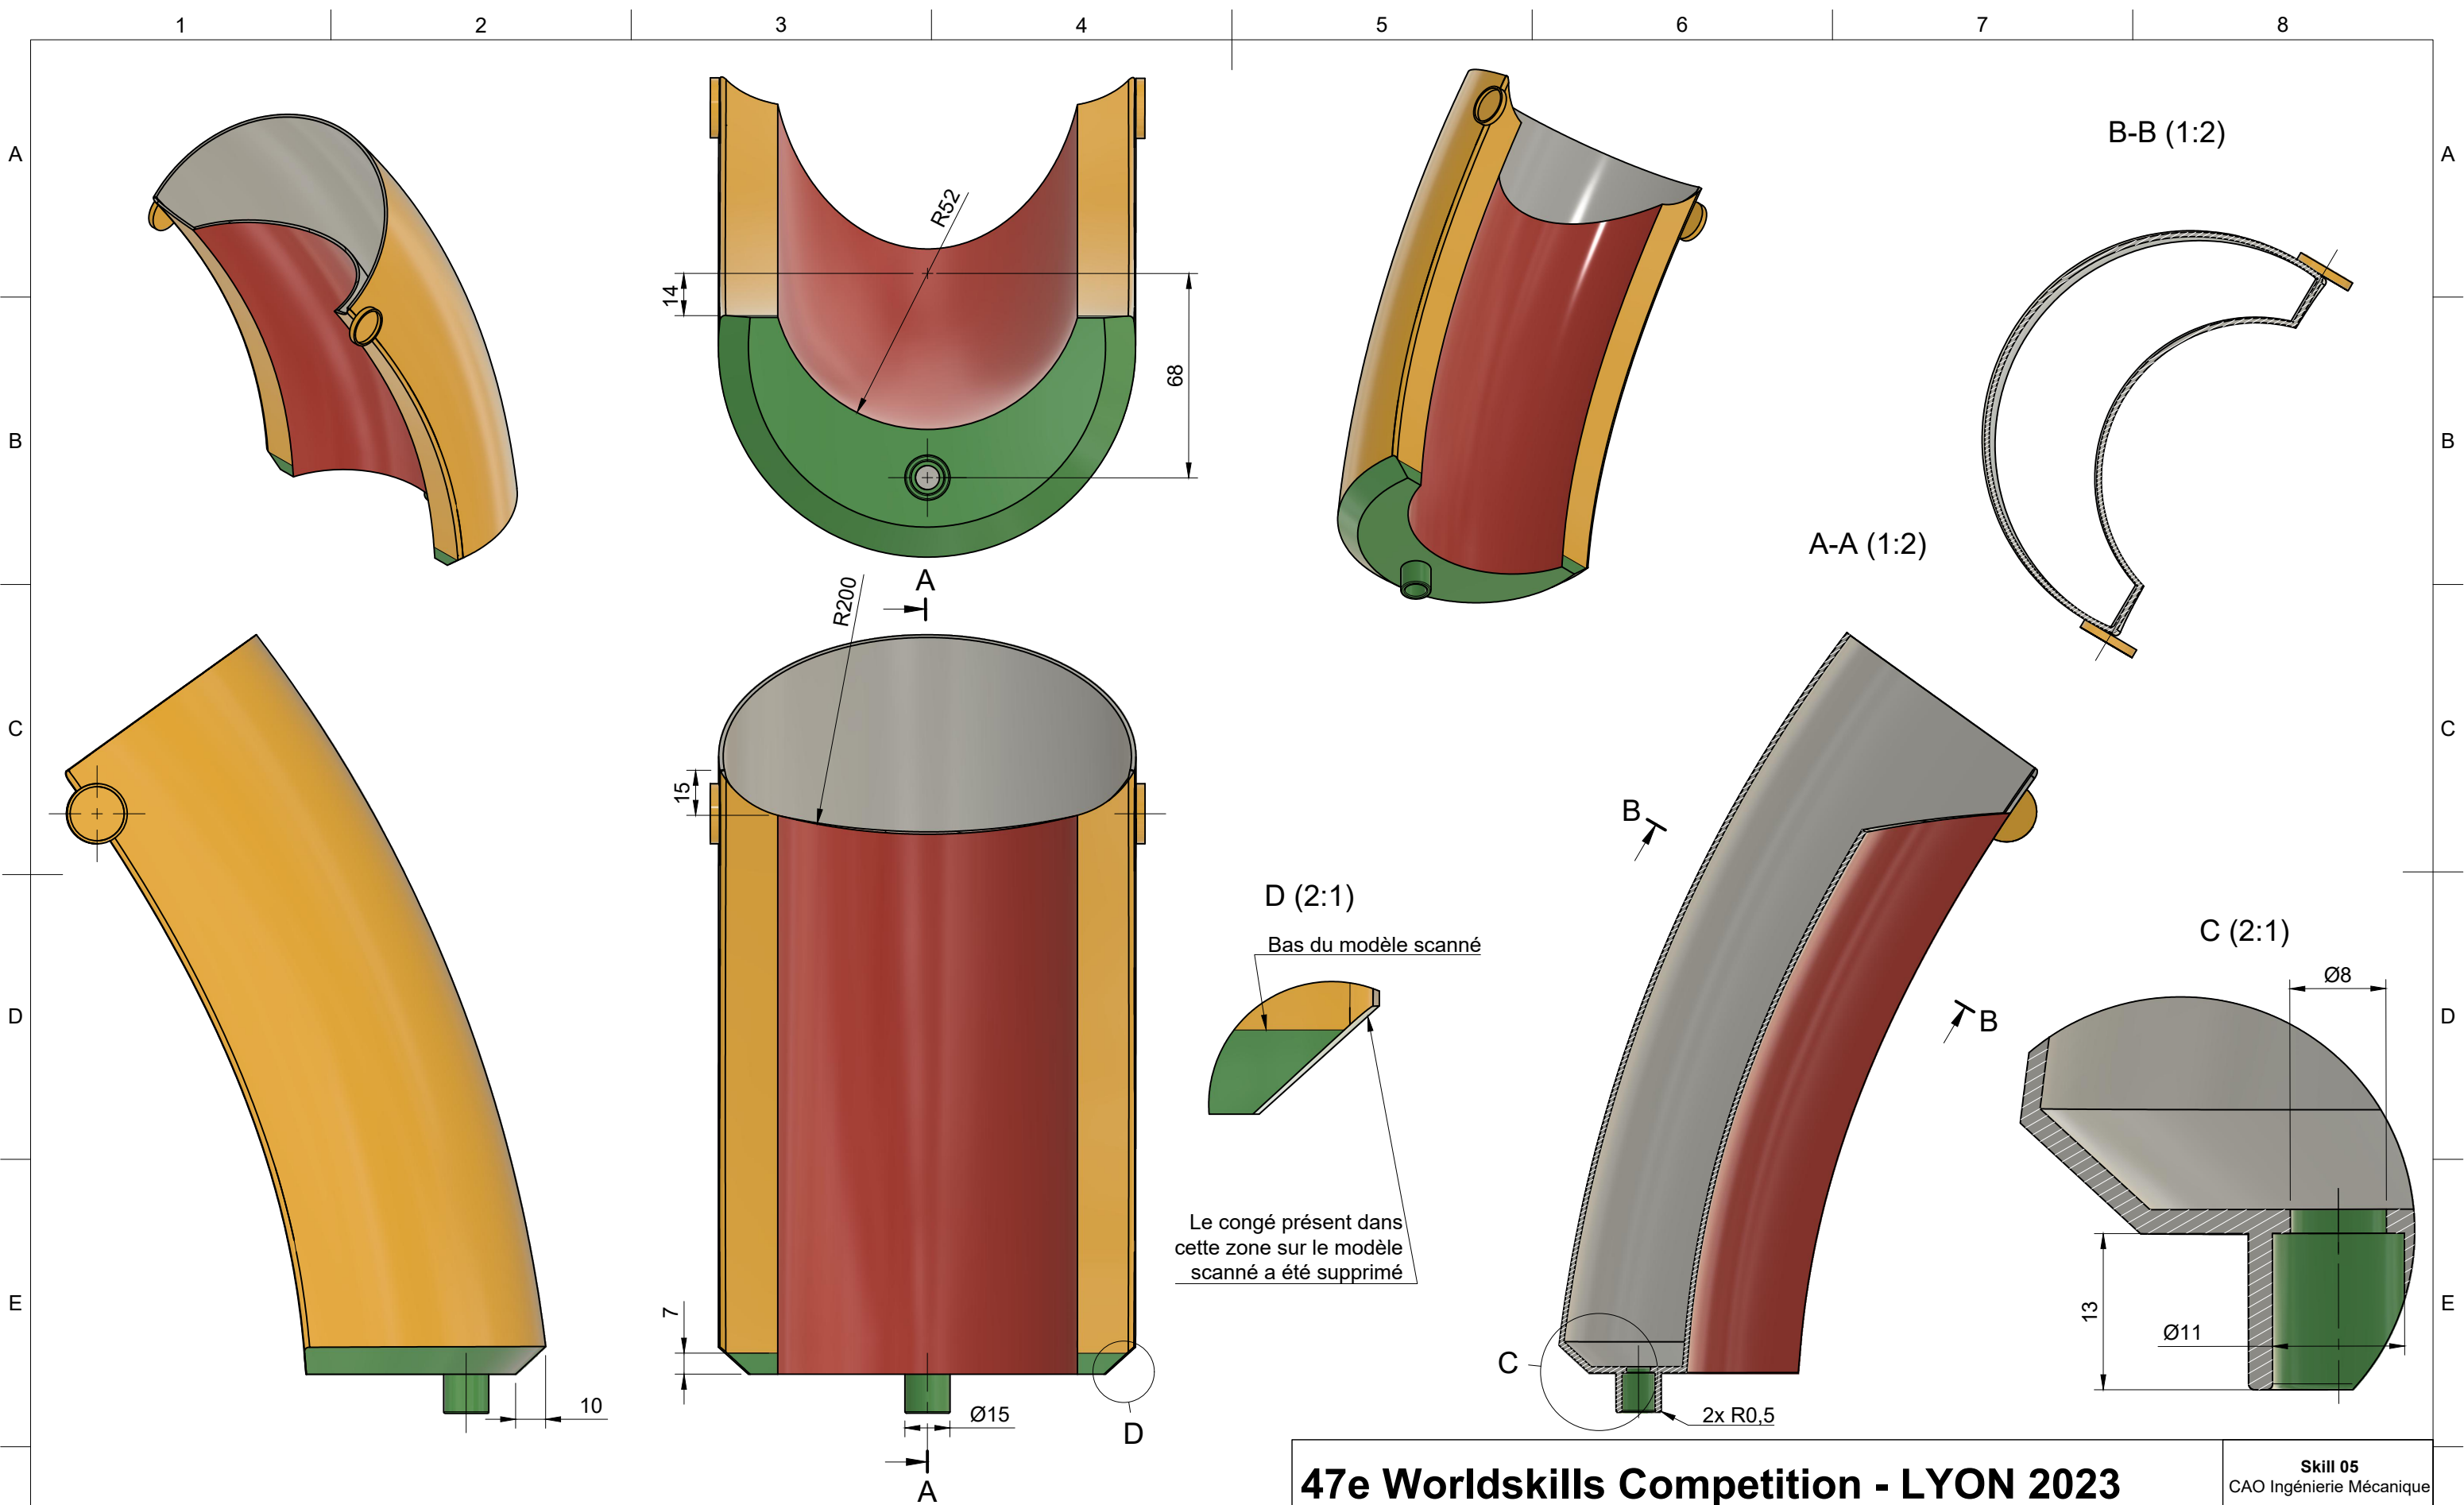 1 2 3 4 5 6 7 8
A A
B B
C C
D D
E E
R52
14
68
B-B (1:2)
A-A (1:2)
A
R200
15
7
Ø15
A
D
10
D (2:1)
Bas du modèle scanné
Le congé présent dans
cette zone sur le modèle
scanné a été supprimé
B
B
C
2x R0,5
C (2:1)
Ø8
13
Ø11
47e Worldskills Competition - LYON 2023
Skill 05
CAO Ingénierie Mécanique